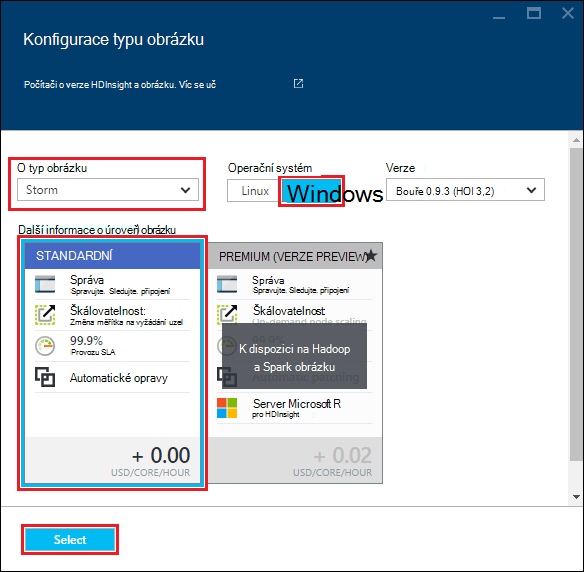 Konfigurace typu obrázku
Počítači o verze HDInsight a obrázku. Víc se uč
O typ obrázku
Storm
Operační systém
Linux
Windows
Verze
Bouře 0.9.3 (HOI 3,2)
Další informace o úroveň) obrázku
STANDARDNÍ
Správa
Spravujte. Sledujte. připojení
Škálovatelnost:
Změna měřítka na vyžádání uzel
99.9%
Provozu SLA
Automatické opravy
+ 0.00
USD/CORE/HOUR
PREMIUM (VERZE PREVIEW)
Správa
Spravujte. Sledujte. připojení
Škálovatelnost
On-demand node scaling
K dispozici na Hadoop
a Spark obrázku
Automatic patching
Server Microsoft R
pro HDInsight
+ 0.02
USD/CORE/HOUR
Select